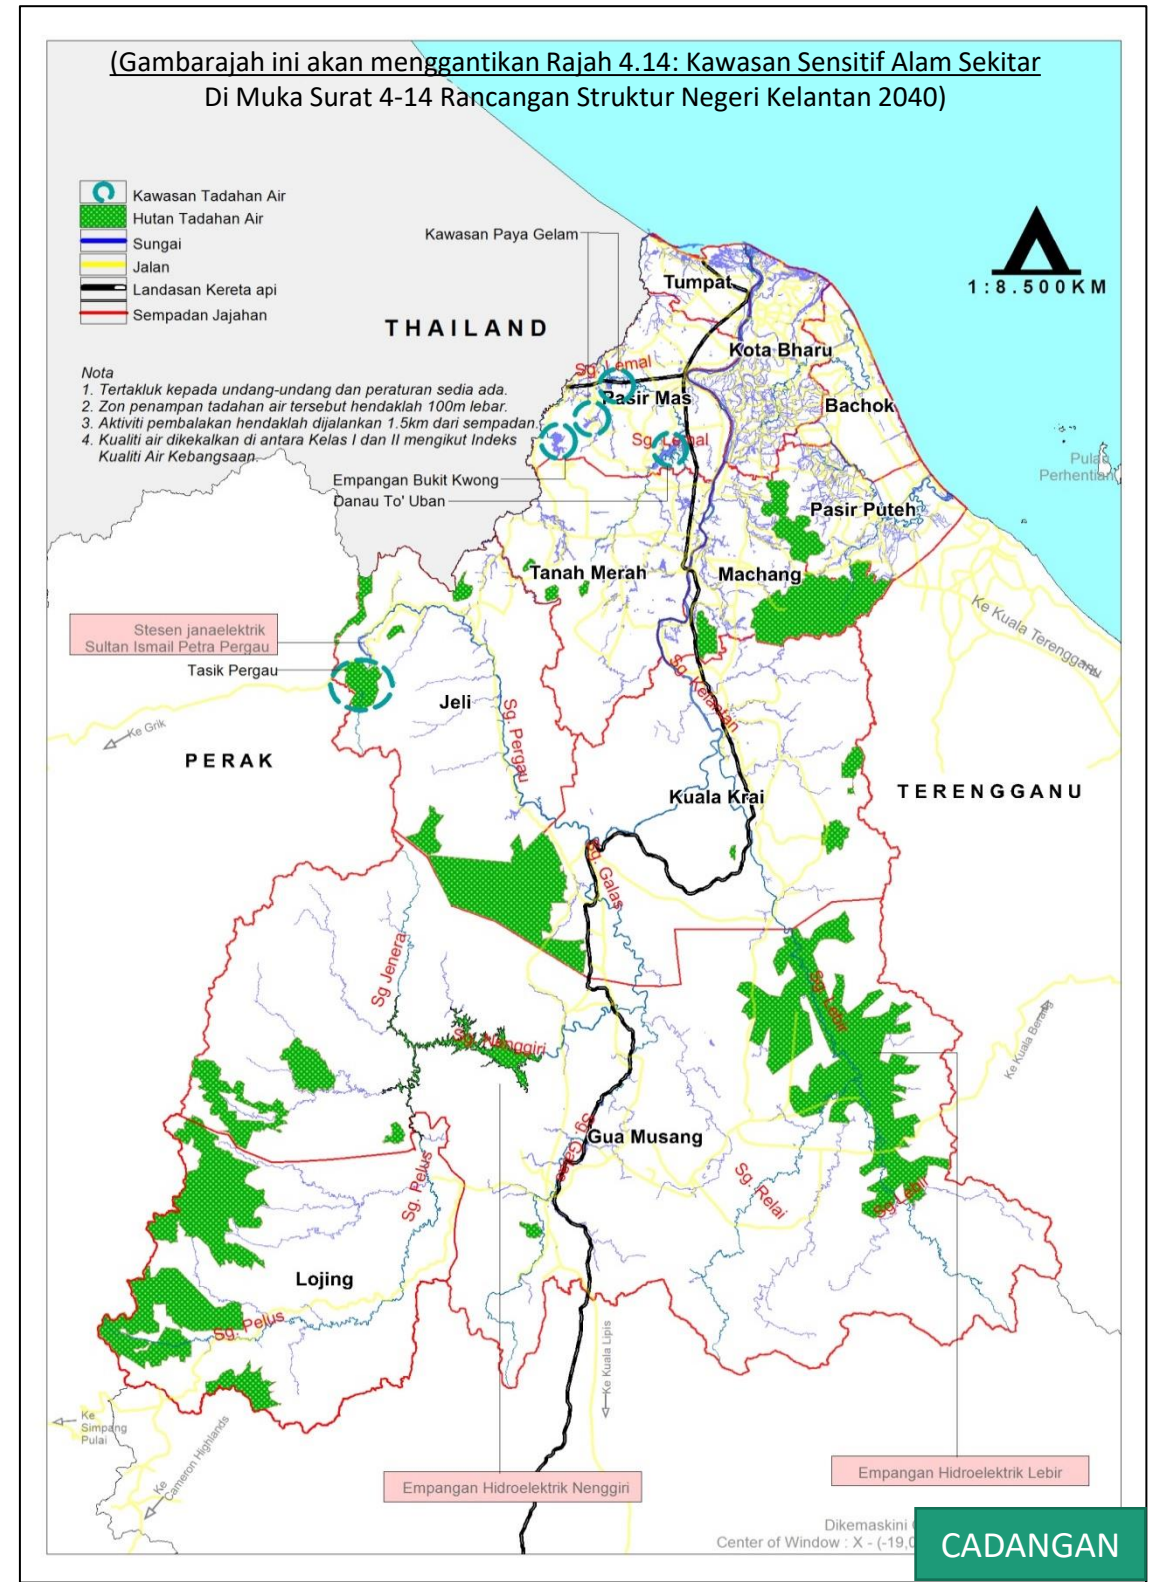 (Gambarajah ini akan menggantikan Rajah 4.14: Kawasan Sensitif Alam Sekitar
Di Muka Surat 4-14 Rancangan Struktur Negeri Kelantan 2040)
Kawasan Tadahan Air
Hutan Tadahan Air
Sungai
Jalan
Landasan Kereta api
Sempadan Jajahan
Kawasan Paya Gelam
1:8.500KM
THAILAND
Tumpat
Kota Bharu
Sg. Lemal
Pasir Mas
Bachok
Nota
1. Tertakluk kepada undang-undang dan peraturan sedia ada.
2. Zon penampan tadahan air tersebut hendaklah 100m lebar.
3. Aktiviti pembalakan hendaklah dijalankan 1.5km dari sempadan.
4. Kualiti air dikekalkan di antara Kelas I dan II mengikut Indeks
Kualiti Air Kebangsaan.
Sg. Lemal
Pulau
Perhentian
Empangan Bukit Kwong
Danau To' Uban
Pasir Puteh
Tanah Merah
Machang
Ke Kuala Terengganu
Stesen janaelektrik
Sultan Ismail Petra Pergau
Tasik Pergau
Sg. Kelantan
Jeli
Sg. Pergau
Ke Grik
PERAK
Kuala Krai
TERENGGANU
Sg. Galas
Sg Jenera
Sg. Lebir
Sg. Nenggiri
Ke Kuala Berang
Sg. Galas
Gua Musang
Sg. Pelus
Sg. Relai
Sg. Lebir
Lojing
Sg. Pelus
Ke Kuala Lipis
Ke
Simpang
Pulai
Ke
Cameron Highlands
Empangan Hidroelektrik Nenggiri
Empangan Hidroelektrik Lebir
Dikemaskini
Center of Window : X - (-19,0
CADANGAN